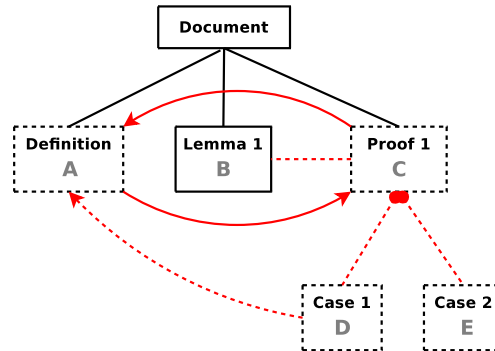 Document
Definition
A
Lemma 1
B
Proof 1
C
Case 1
D
Case 2
E